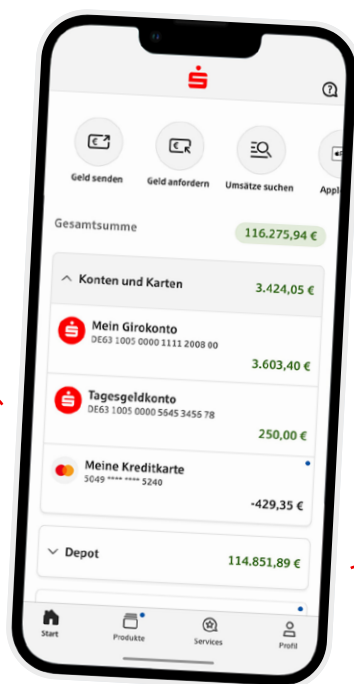 Geld senden
Geld anfordern
Umsätze suchen
Gesamtsumme
116.275,94 €
Konten und Karten
3.424,05 €
Mein Girokonto
DE63 1005 0000 1111 2008 00
3.603,40 €
Tagesgeldkonto
DE63 1005 0000 5645 3456 78
250,00 €
Meine Kreditkarte
5049 **** **** 5240
-429,35 €
Depot
114.851,89 €
Start
Produkte
Services
Profil